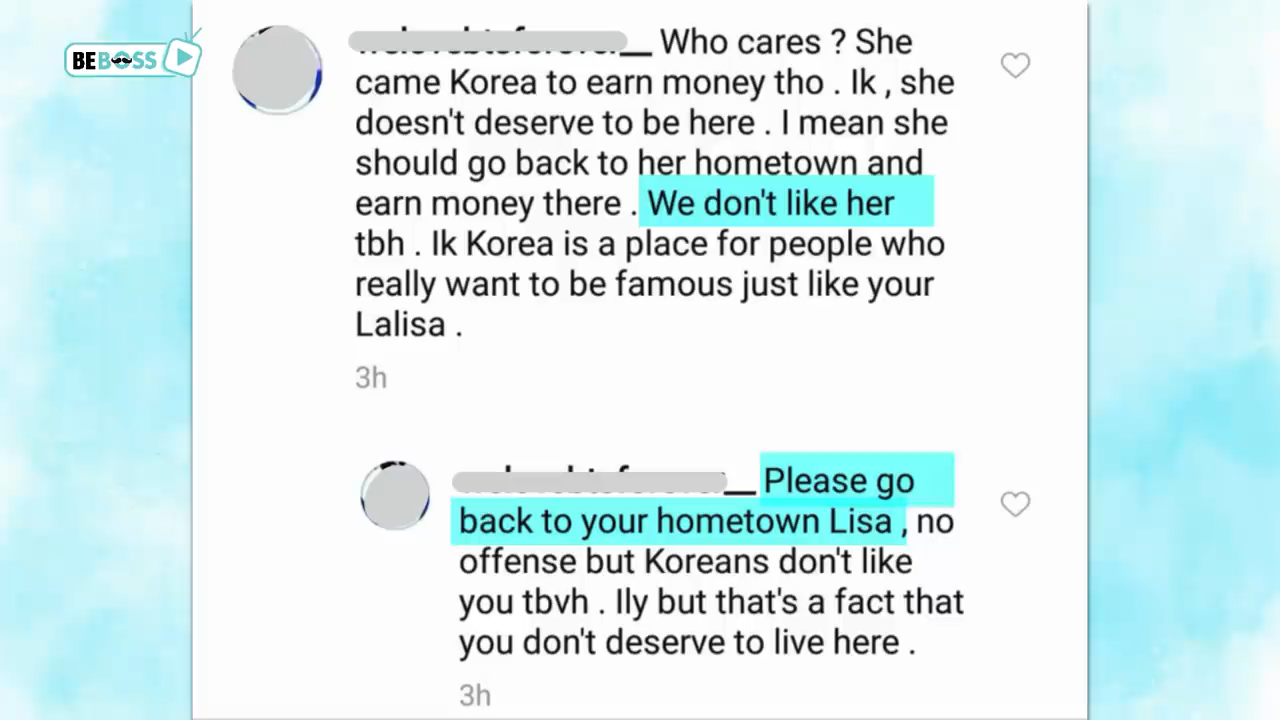 BEBOSS
Who cares ? She
came Korea to earn money tho . Ik , she
doesn't deserve to be here . I mean she
should go back to her hometown and
earn money there . We don't like her
tbh . Ik Korea is a place for people who
really want to be famous just like your
Lalisa .
3h
Please go
back to your hometown Lisa , no
offense but Koreans don't like
you tbvh . Ily but that's a fact that
you don't deserve to live here .
3h